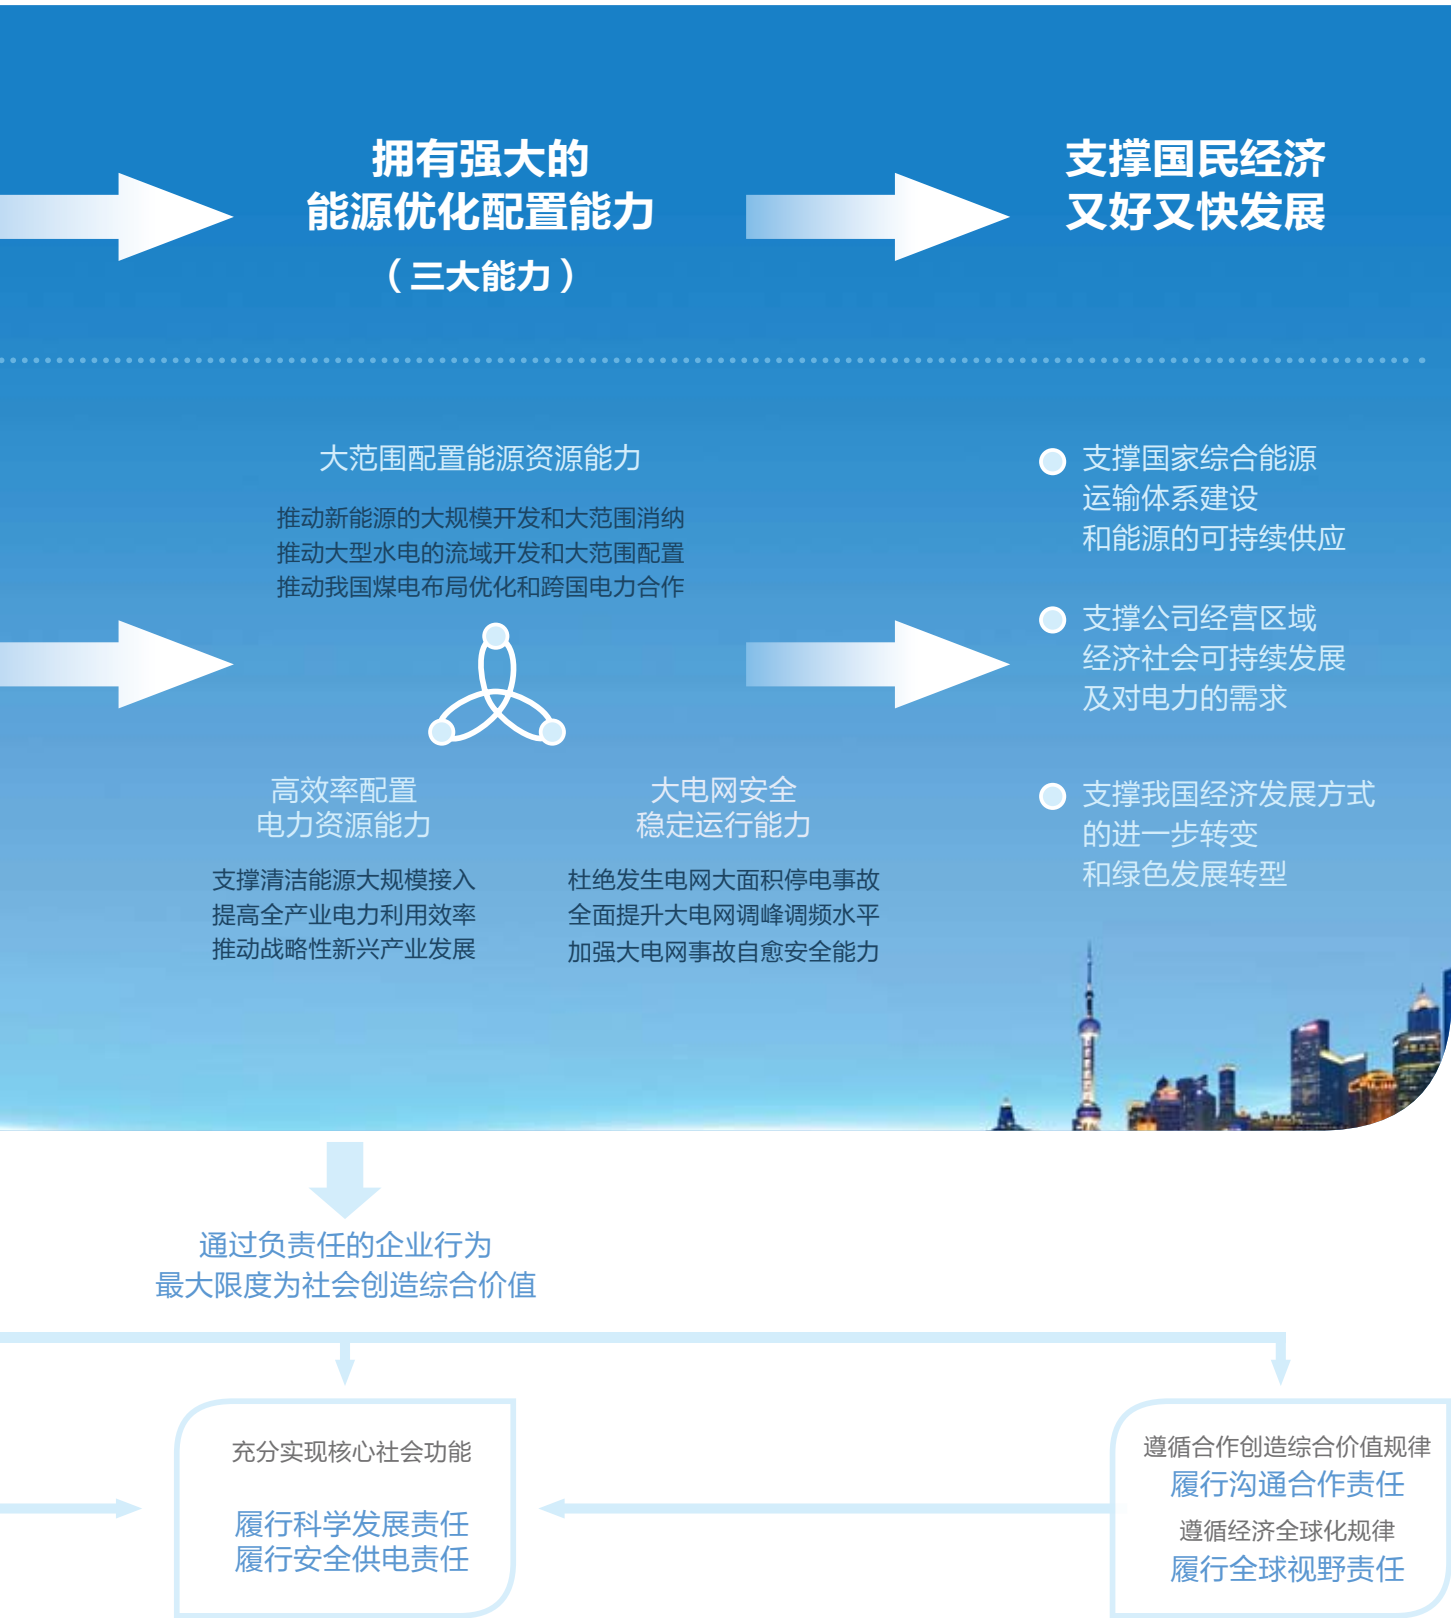 拥有强大的
能源优化配置能力
（三大能力）
支撑国民经济
又好又快发展
大范围配置能源资源能力
推动新能源的大规模开发和大范围消纳
推动大型水电的流域开发和大范围配置
推动我国煤电布局优化和跨国电力合作
高效率配置
电力资源能力
支撑清洁能源大规模接入
提高全产业电力利用效率
推动战略性新兴产业发展
大电网安全
稳定运行能力
杜绝发生电网大面积停电事故
全面提升大电网调峰调频水平
加强大电网事故自愈安全能力
支撑国家综合能源
运输体系建设
和能源的可持续供应
支撑公司经营区域
经济社会可持续发展
及对电力的需求
支撑我国经济发展方式
的进一步转变
和绿色发展转型
通过负责任的企业行为
最大限度为社会创造综合价值
充分实现核心社会功能
履行科学发展责任
履行安全供电责任
遵循合作创造综合价值规律
履行沟通合作责任
遵循经济全球化规律
履行全球视野责任